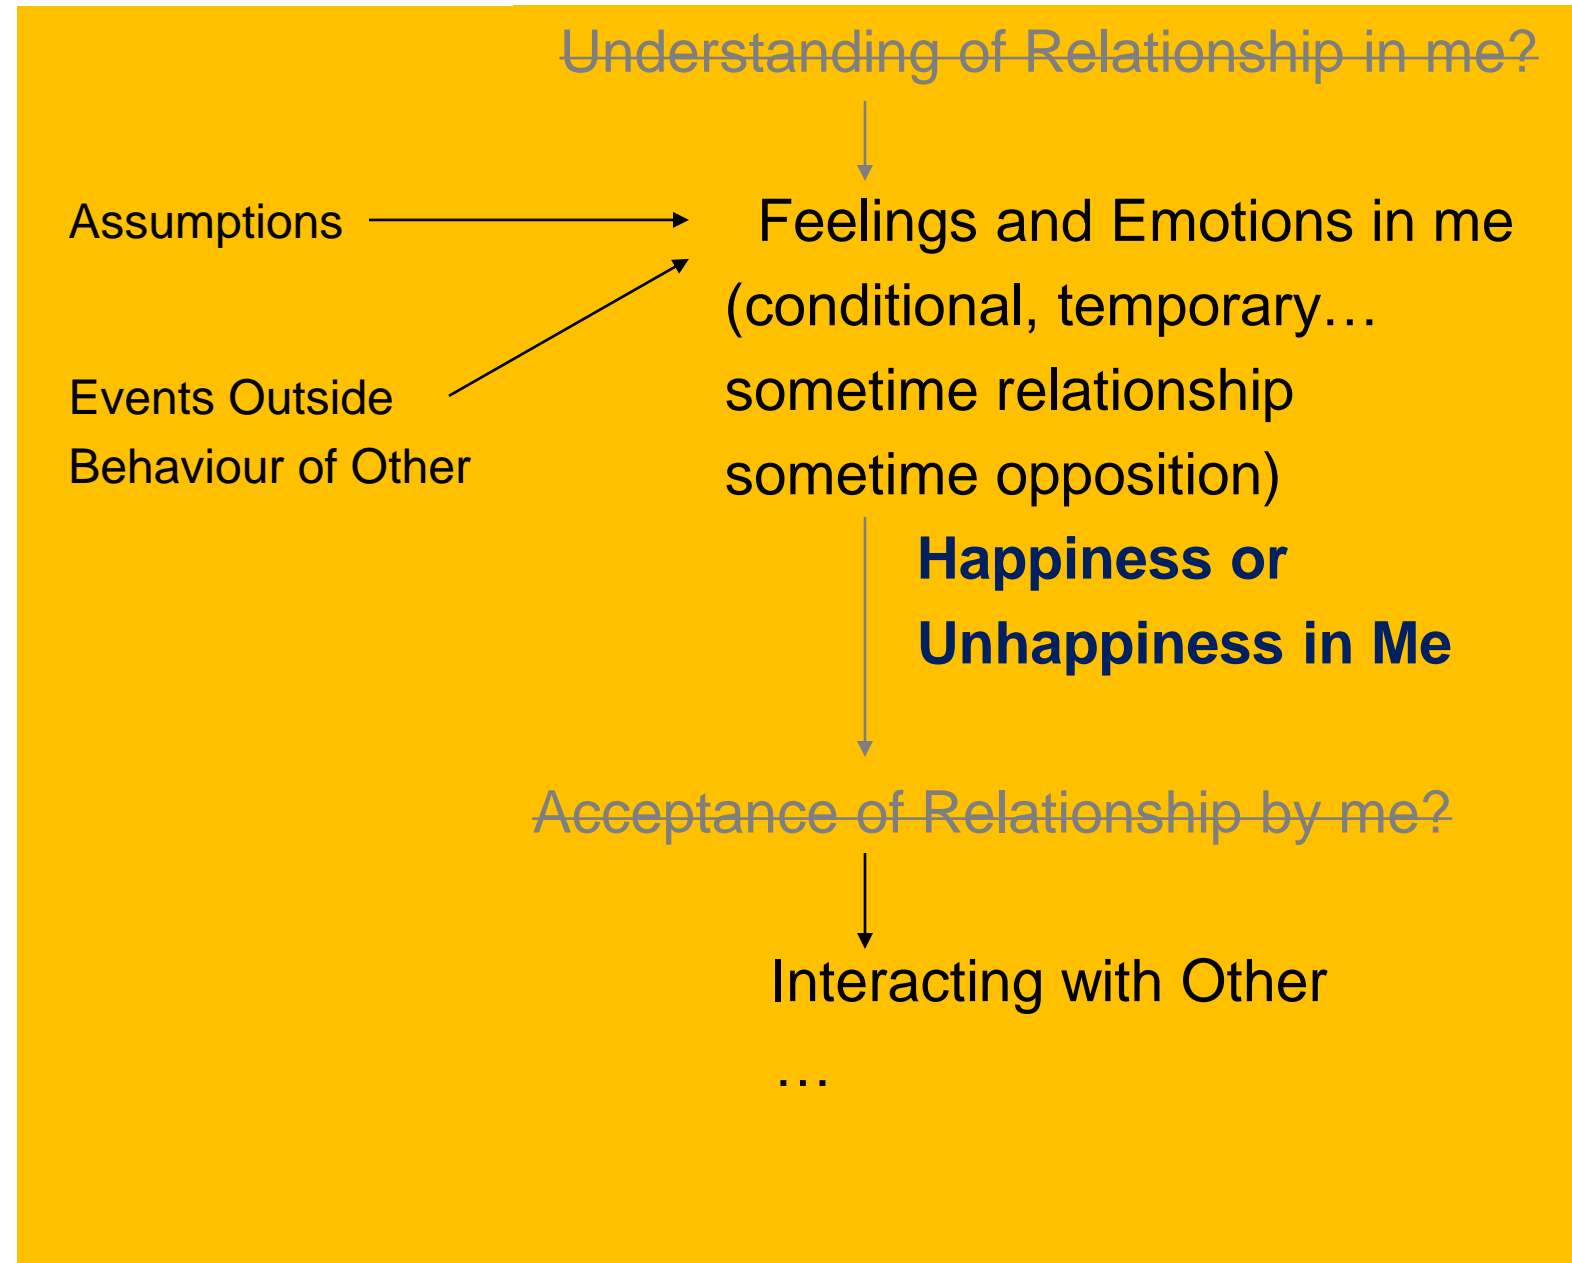 Understanding of Relationship in me?
Assumptions
Feelings and Emotions in me
(conditional, temporary…
sometime relationship
sometime opposition)
Events Outside
Behaviour of Other
Happiness or
Unhappiness in Me
Acceptance of Relationship by me?
Interacting with Other
…